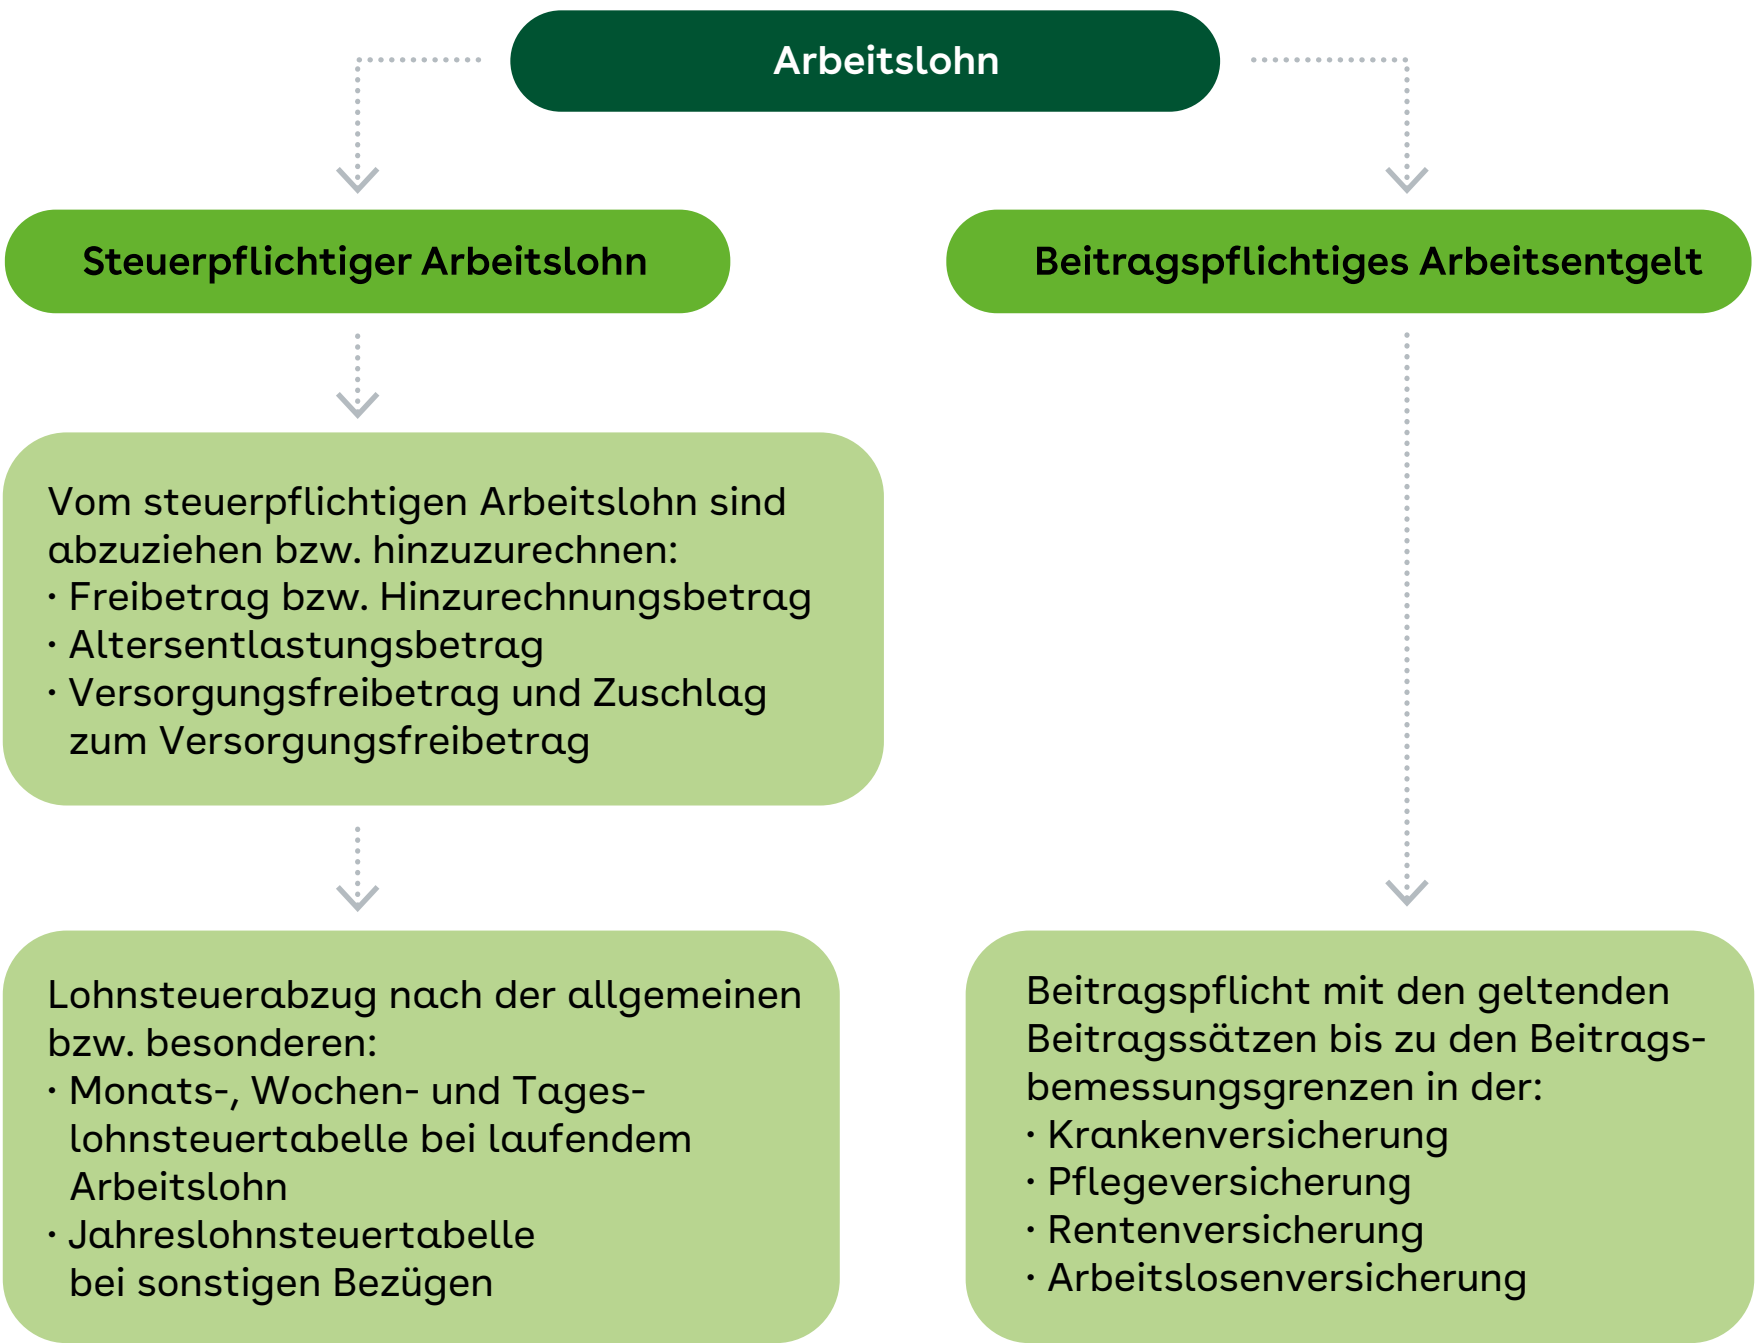 Arbeitslohn
Steuerpflichtiger Arbeitslohn
Beitragspflichtiges Arbeitsentgelt
Vom steuerpflichtigen Arbeitslohn sind
abzuziehen bzw. hinzuzurechnen:
· Freibetrag bzw. Hinzurechnungsbetrag
· Altersentlastungsbetrag
· Versorgungsfreibetrag und Zuschlag
zum Versorgungsfreibetrag
Lohnsteuerabzug nach der allgemeinen
bzw. besonderen:
· Monats-, Wochen- und Tages-
lohnsteuertabelle bei laufendem
Arbeitslohn
· Jahreslohnsteuertabelle
bei sonstigen Bezügen
Beitragspflicht mit den geltenden
Beitragssätzen bis zu den Beitrags-
bemessungsgrenzen in der:
· Krankenversicherung
· Pflegeversicherung
· Rentenversicherung
· Arbeitslosenversicherung